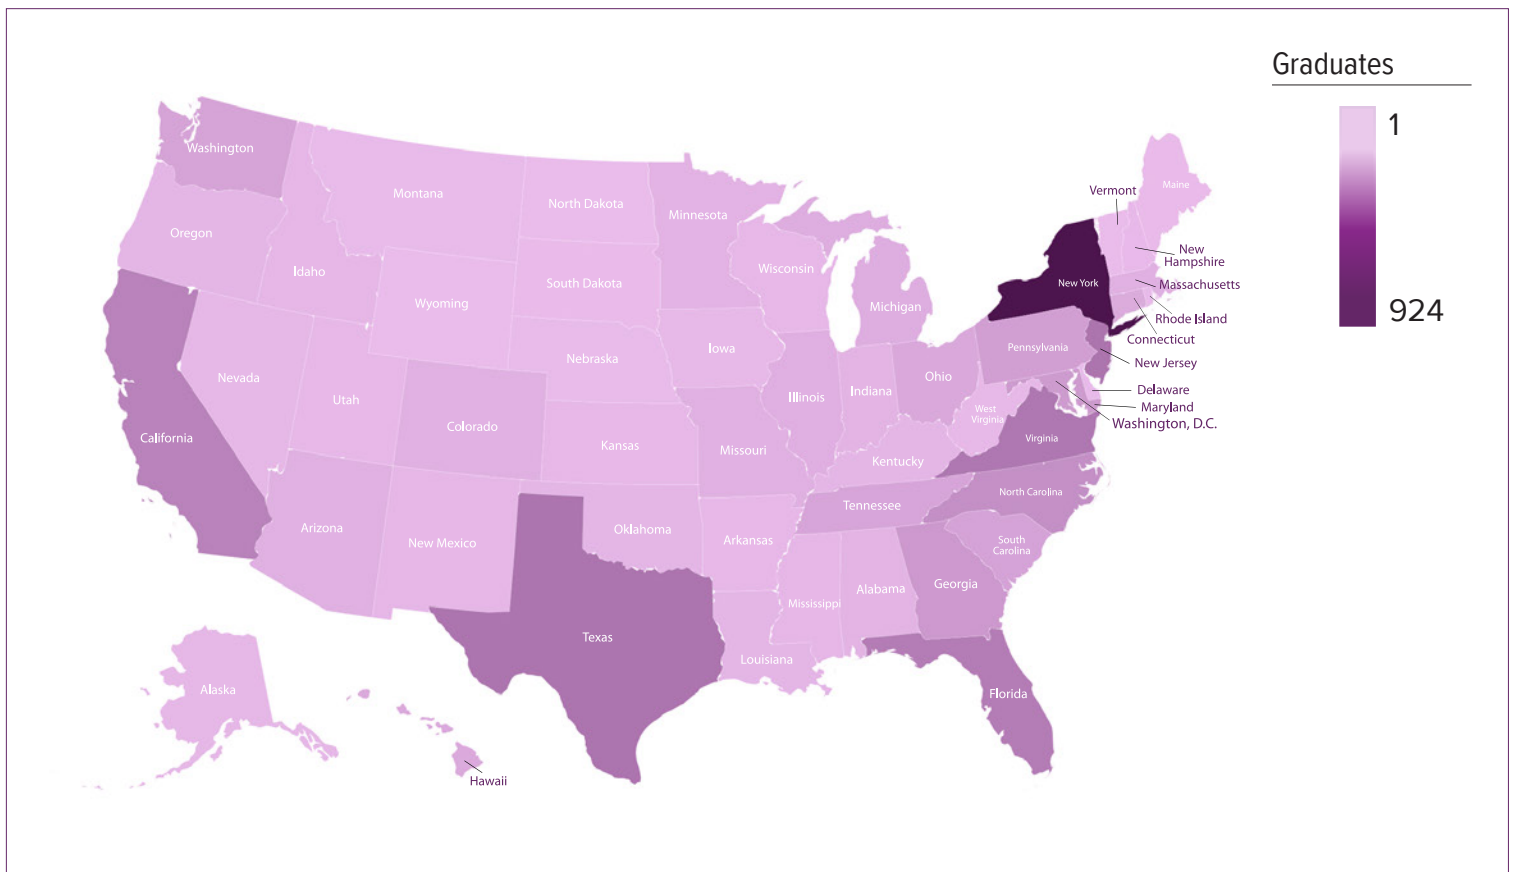 Graduates
1
924
Washington
Montana
North Dakota
Minnesota
Vermont
Maine
Oregon
Idaho
Wyoming
South Dakota
Wisconsin
Michigan
New York
New
Hampshire
Massachusetts
Rhode Island
Connecticut
New Jersey
Pennsylvania
Delaware
Maryland
Washington, D.C.
Nevada
Utah
Colorado
Nebraska
Iowa
Illinois
Indiana
Ohio
West
Virginia
Virginia
California
Kansas
Missouri
Kentucky
North Carolina
Tennessee
South
Carolina
Arizona
New Mexico
Oklahoma
Arkansas
Mississippi
Alabama
Georgia
Texas
Louisiana
Florida
Alaska
Hawaii